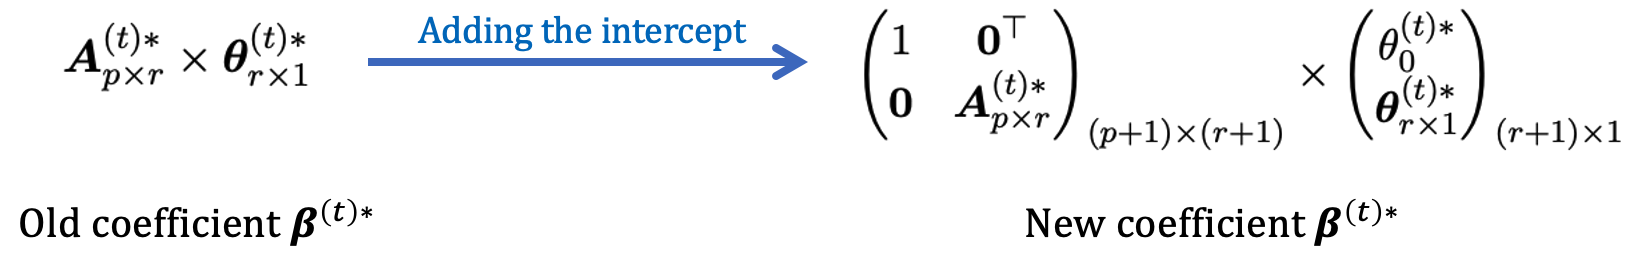 $\boldsymbol{A}_{p\times r}^{(t)*} \times \boldsymbol{\theta}_{r\times 1}^{(t)*}$
Adding the intercept
$\begin{pmatrix} 1 & \mathbf{0}^\top \\ \mathbf{0} & \boldsymbol{A}_{p\times r}^{(t)*} \end{pmatrix}_{(p+1)\times(r+1)} \times \begin{pmatrix} \theta_0^{(t)*} \\ \boldsymbol{\theta}_{r\times 1}^{(t)*} \end{pmatrix}_{(r+1)\times 1}$
Old coefficient $\boldsymbol{\beta}^{(t)*}$
New coefficient $\boldsymbol{\beta}^{(t)*}$